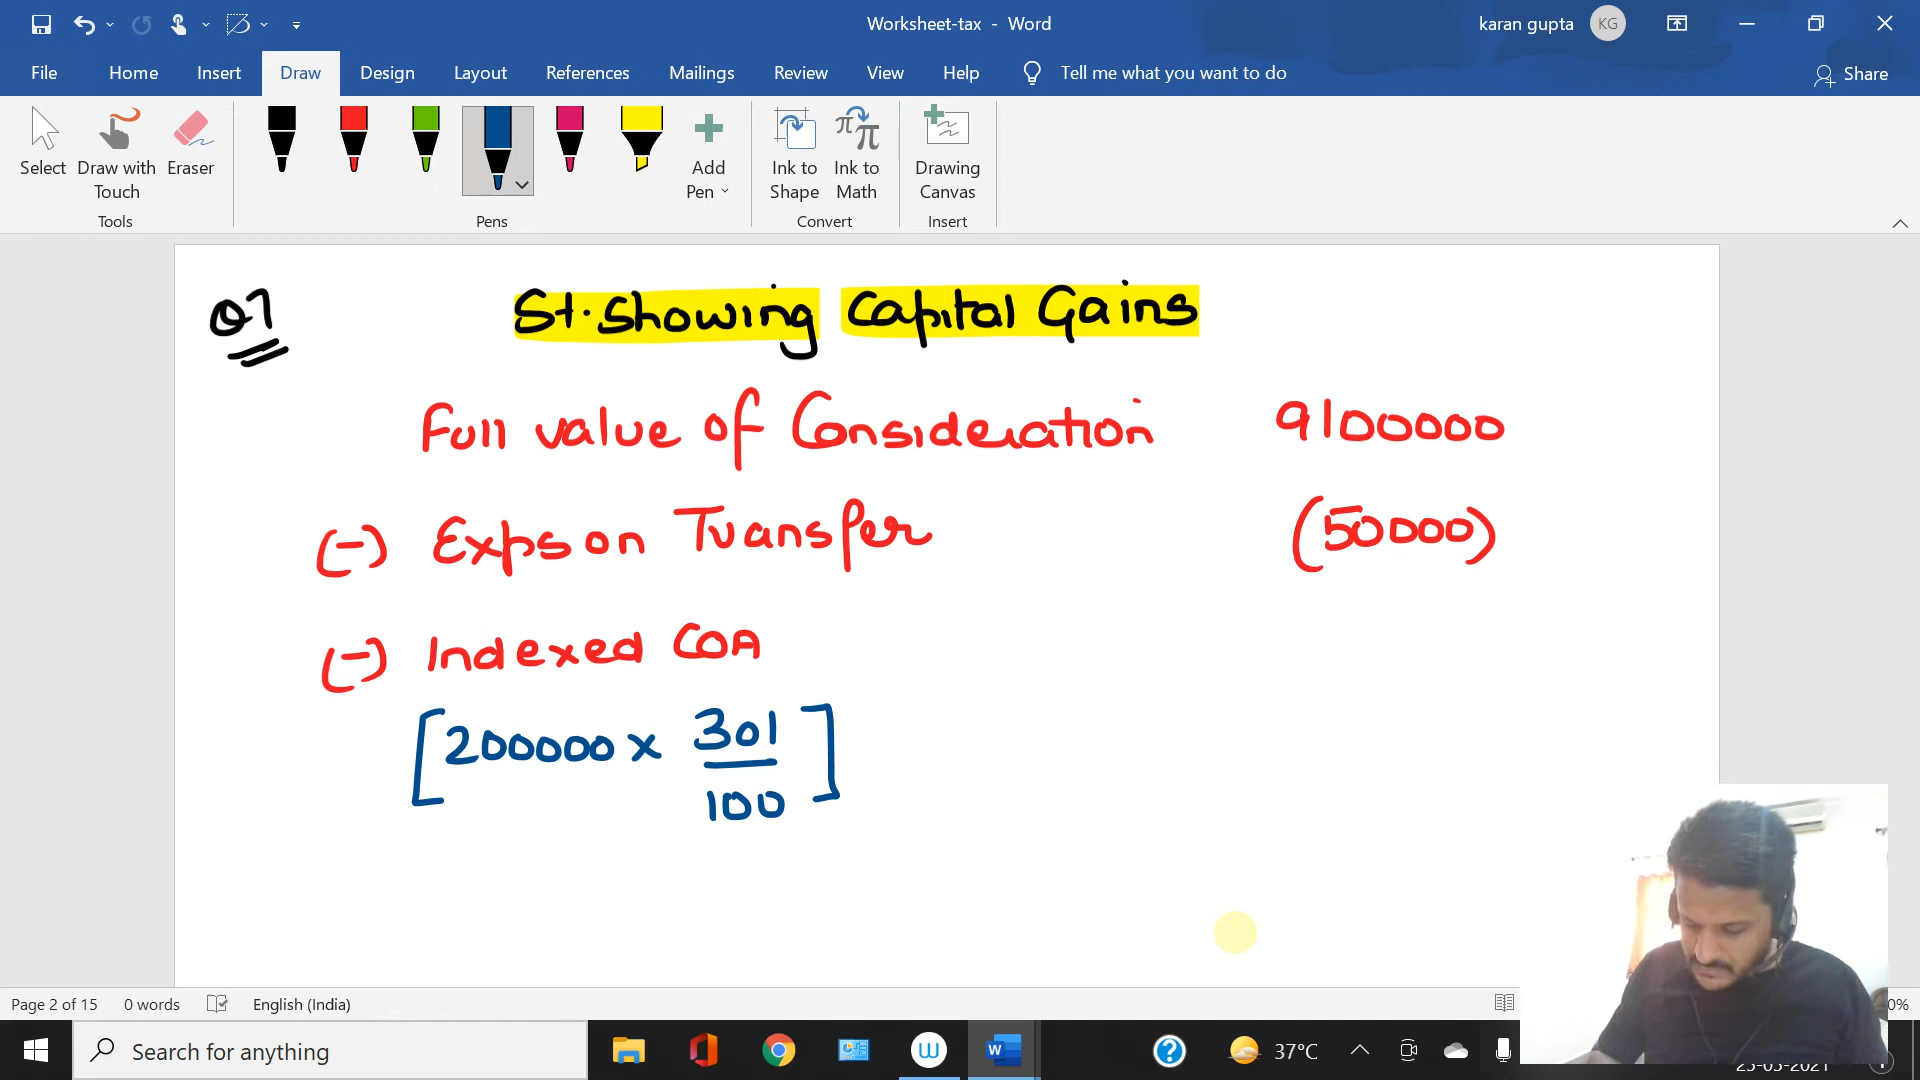 Worksheet-tax - Word
karan gupta KG
File Home Insert Draw Design Layout References Mailings Review View Help Tell me what you want to do Share
Select Draw with Touch Eraser Add Pen Ink to Shape Ink to Math Drawing Canvas
Tools Pens Convert Insert
Q7 St. Showing Capital Gains
Full value of Consideration 9100000
(-) Exps on Transfer (50000)
(-) Indexed COA
[200000 x 301
100]
Page 2 of 15 0 words English (India) 0%
Search for anything W 37°C